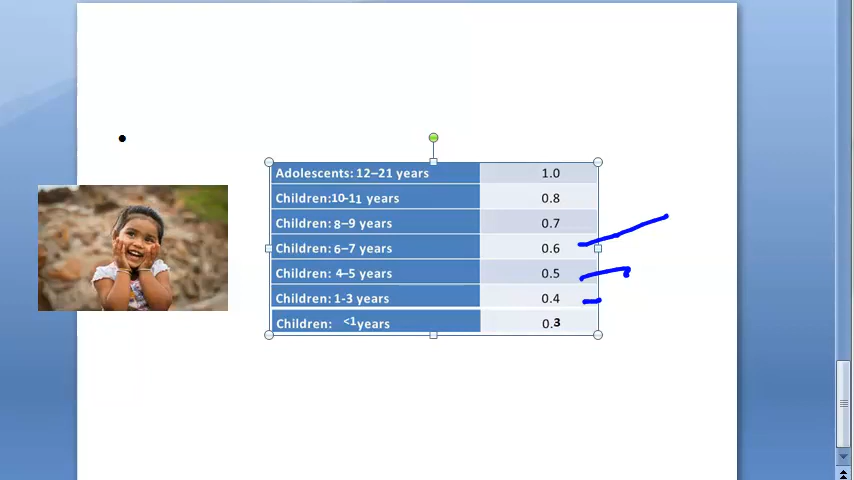 Adolescents: 12–21 years 1.0
Children:10-11 years 0.8
Children: 8–9 years 0.7
Children: 6–7 years 0.6
Children: 4–5 years 0.5
Children: 1-3 years 0.4
Children: <1years 0.3